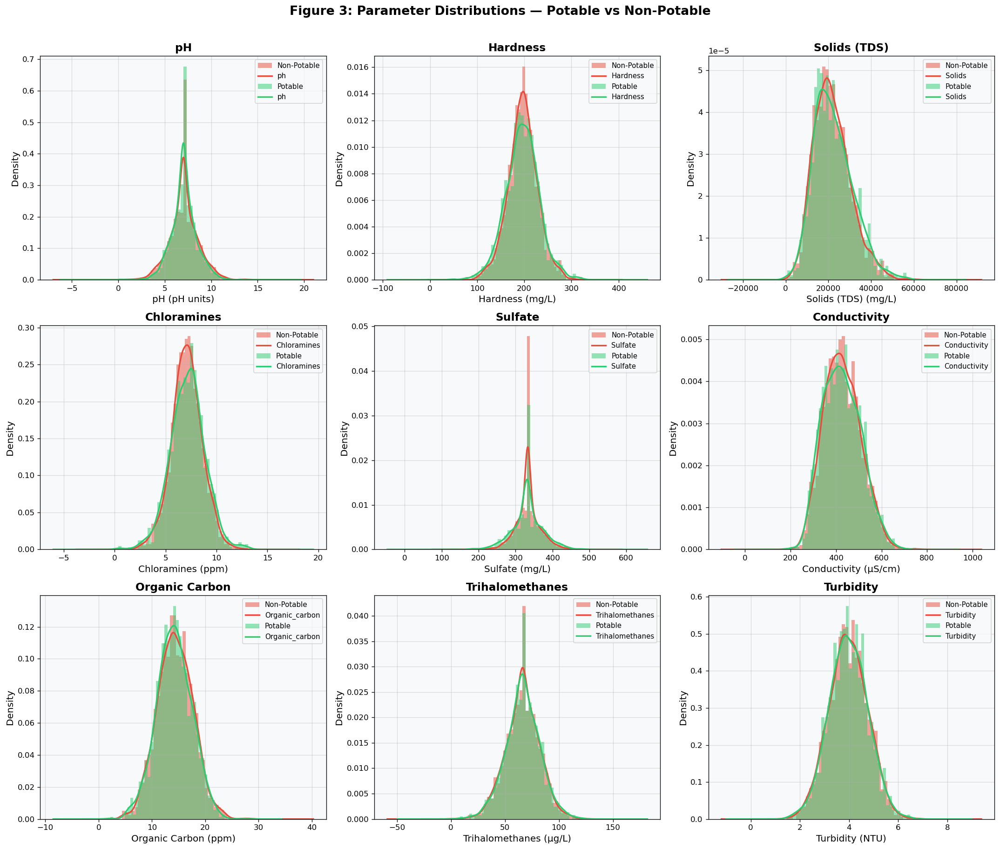 Figure 3: Parameter Distributions — Potable vs Non-Potable
pH
Density
0.7
0.6
0.5
0.4
0.3
0.2
0.1
0.0
Non-Potable
ph
Potable
ph
−5 0 5 10 15 20
pH (pH units)
Hardness
Density
0.016
0.014
0.012
0.010
0.008
0.006
0.004
0.002
0.000
Non-Potable
Hardness
Potable
Hardness
−100 0 100 200 300 400
Hardness (mg/L)
Solids (TDS)
1e−5
Density
5
4
3
2
1
0
Non-Potable
Solids
Potable
Solids
−20000 0 20000 40000 60000 80000
Solids (TDS) (mg/L)
Chloramines
Density
0.30
0.25
0.20
0.15
0.10
0.05
0.00
Non-Potable
Chloramines
Potable
Chloramines
−5 0 5 10 15 20
Chloramines (ppm)
Sulfate
Density
0.05
0.04
0.03
0.02
0.01
0.00
Non-Potable
Sulfate
Potable
Sulfate
0 100 200 300 400 500 600
Sulfate (mg/L)
Conductivity
Density
0.005
0.004
0.003
0.002
0.001
0.000
Non-Potable
Conductivity
Potable
Conductivity
0 200 400 600 800 1000
Conductivity (µS/cm)
Organic Carbon
Density
0.12
0.10
0.08
0.06
0.04
0.02
0.00
Non-Potable
Organic_carbon
Potable
Organic_carbon
−10 0 10 20 30 40
Organic Carbon (ppm)
Trihalomethanes
Density
0.040
0.035
0.030
0.025
0.020
0.015
0.010
0.005
0.000
Non-Potable
Trihalomethanes
Potable
Trihalomethanes
−50 0 50 100 150
Trihalomethanes (µg/L)
Turbidity
Density
0.6
0.5
0.4
0.3
0.2
0.1
0.0
Non-Potable
Turbidity
Potable
Turbidity
0 2 4 6 8
Turbidity (NTU)